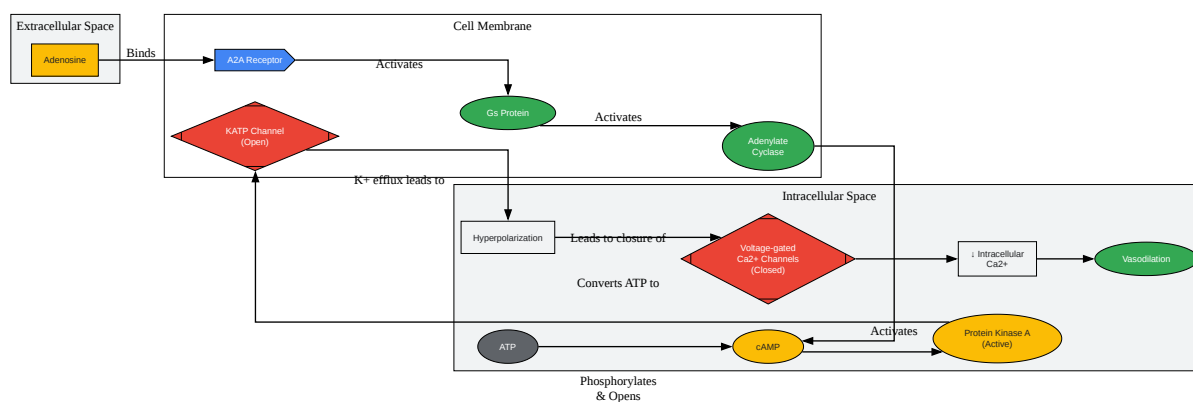 Extracellular Space
Cell Membrane
Adenosine
Binds
A2A Receptor
Activates
Gs Protein
Activates
Adenylate
Cyclase
KATP Channel
(Open)
K+ efflux leads to
Intracellular Space
Hyperpolarization
Leads to closure of
Voltage-gated
Ca2+ Channels
(Closed)
↓ Intracellular
Ca2+
Vasodilation
Converts ATP to
ATP
cAMP
Activates
Protein Kinase A
(Active)
Phosphorylates
& Opens